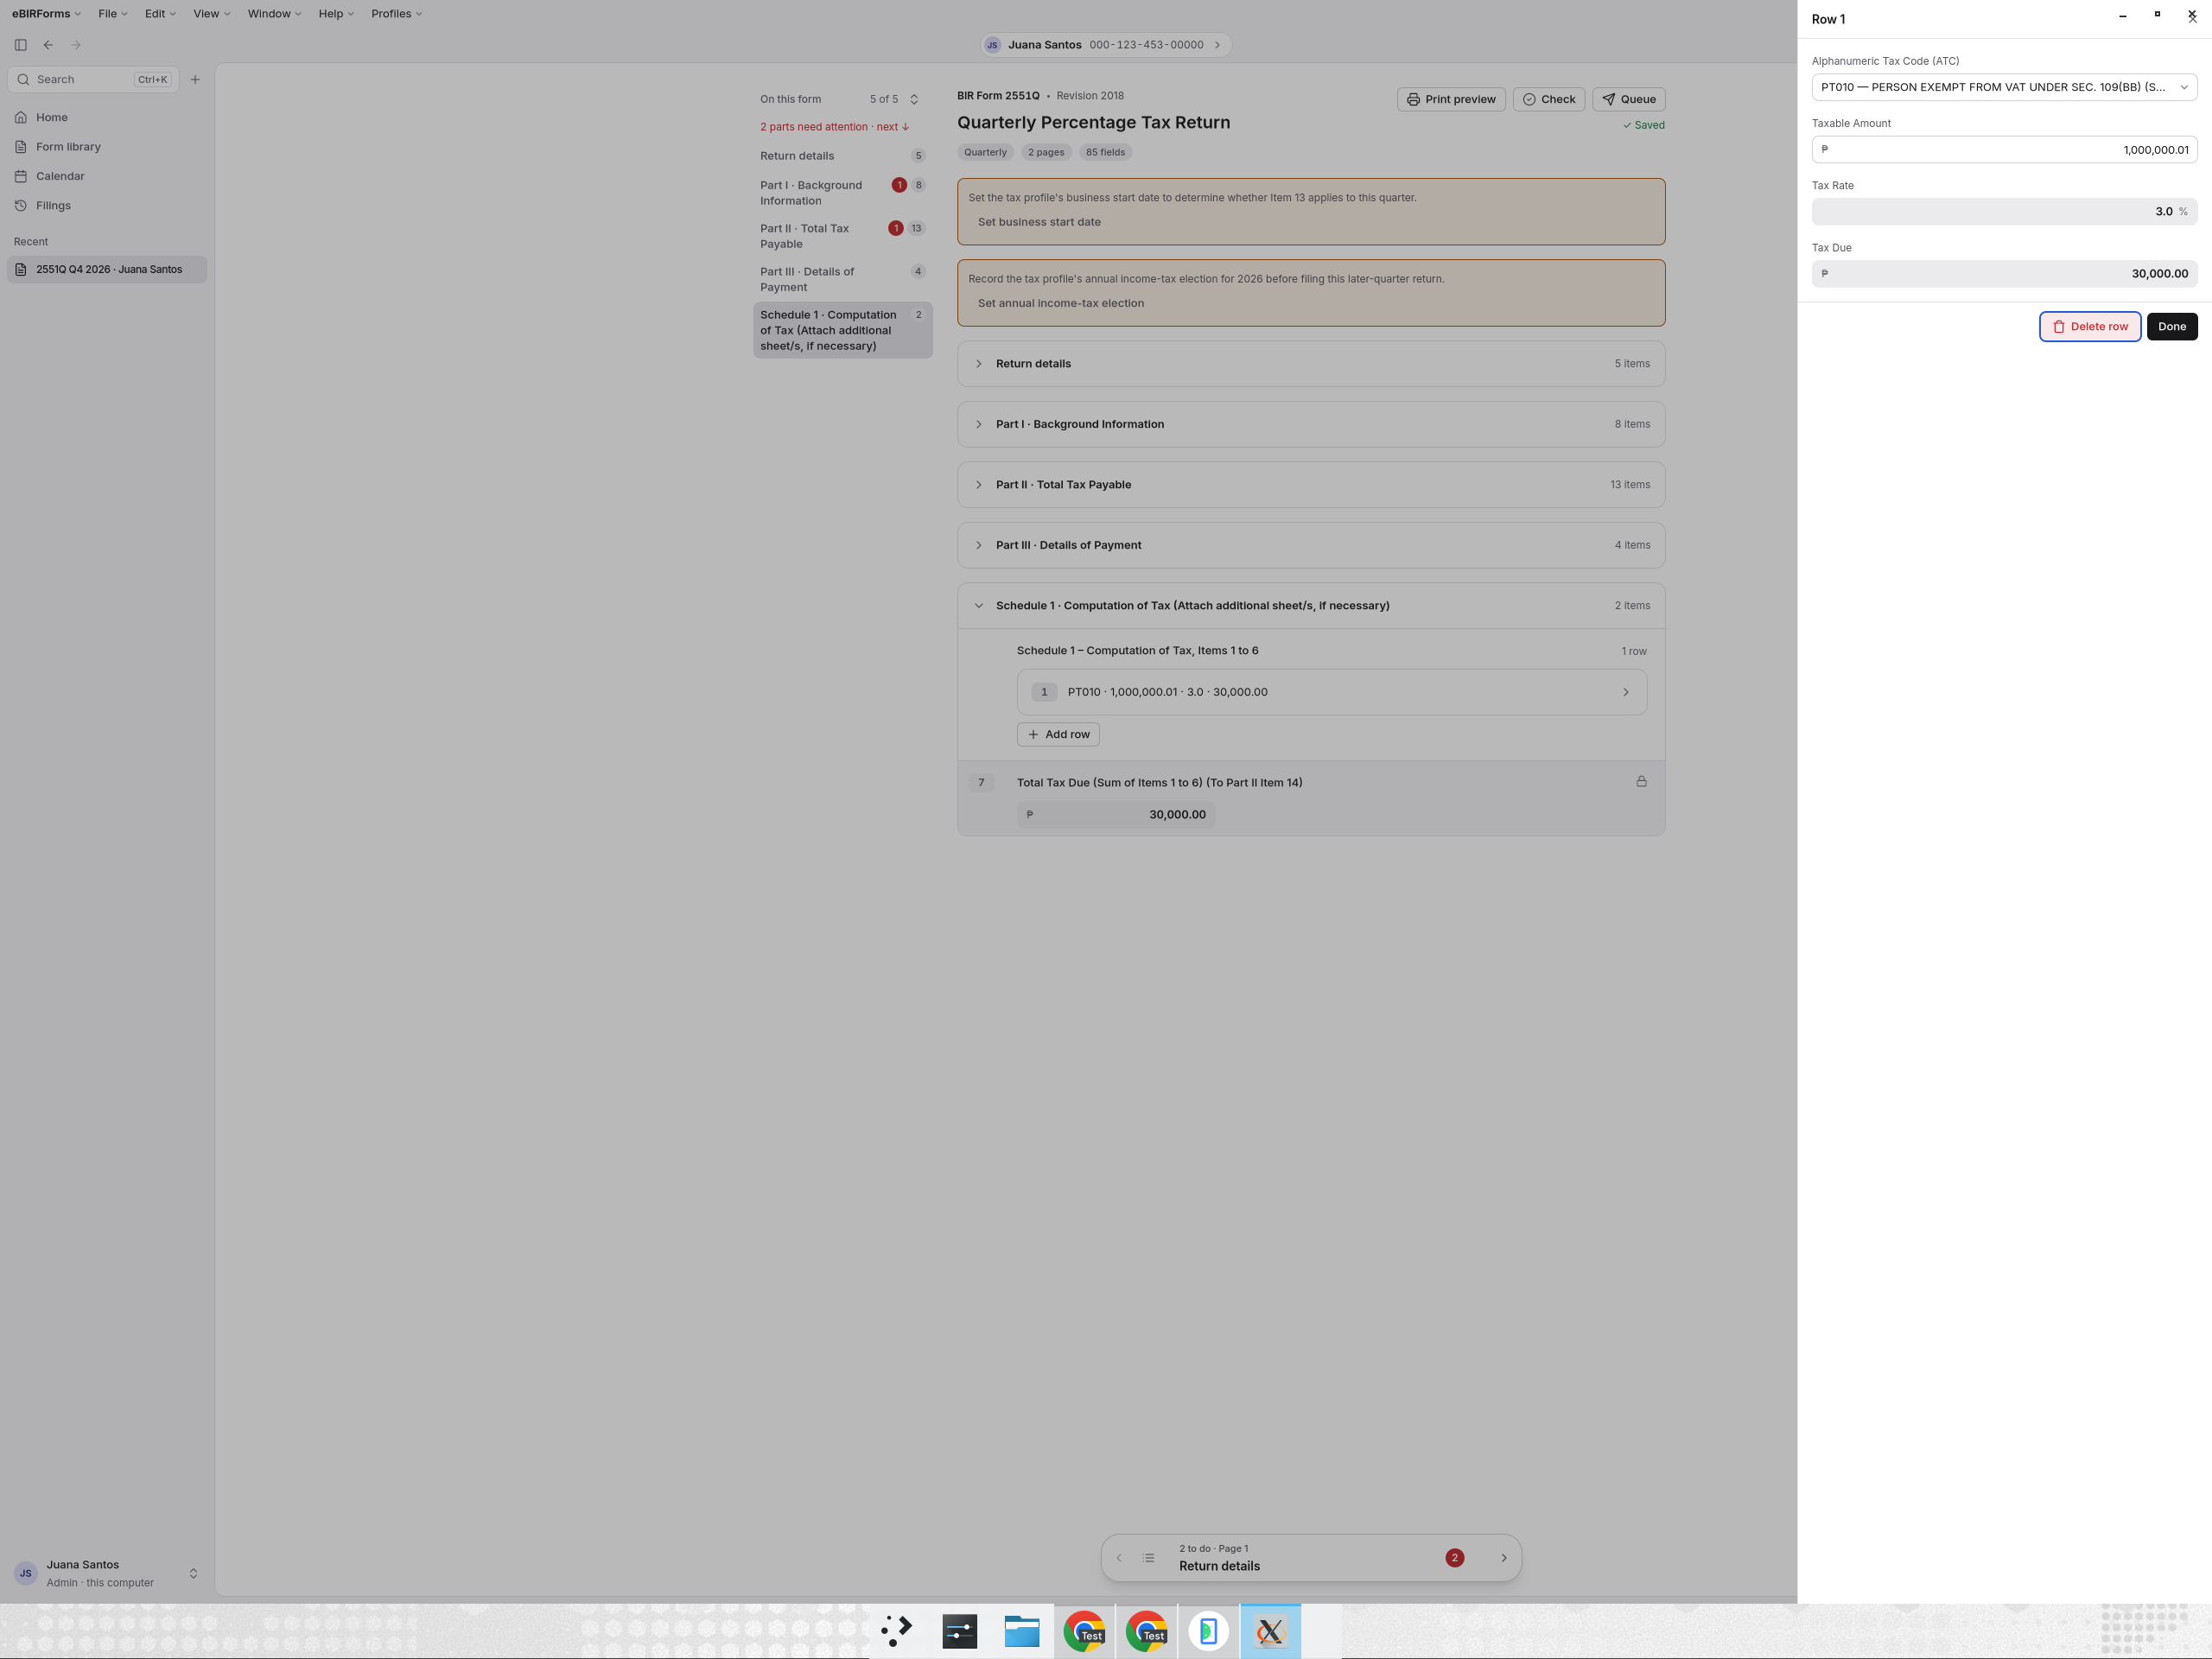 eBIRForms File Edit View Window Help Profiles
JS Juana Santos 000-123-453-00000
Search Ctrl+K
Home
Form library
Calendar
Filings
Recent
2551Q Q4 2026 · Juana Santos
JS Juana Santos
Admin · this computer
On this form 5 of 5
2 parts need attention · next ↓
Return details 5
Part I · Background Information 1 8
Part II · Total Tax Payable 1 13
Part III · Details of Payment 4
Schedule 1 · Computation of Tax (Attach additional sheet/s, if necessary) 2
BIR Form 2551Q • Revision 2018
Quarterly Percentage Tax Return
Quarterly 2 pages 85 fields
Print preview Check Queue
✓ Saved
Set the tax profile's business start date to determine whether Item 13 applies to this quarter.
Set business start date
Record the tax profile's annual income-tax election for 2026 before filing this later-quarter return.
Set annual income-tax election
Return details 5 items
Part I · Background Information 8 items
Part II · Total Tax Payable 13 items
Part III · Details of Payment 4 items
Schedule 1 · Computation of Tax (Attach additional sheet/s, if necessary) 2 items
Schedule 1 – Computation of Tax, Items 1 to 6 1 row
1 PT010 · 1,000,000.01 · 3.0 · 30,000.00
+ Add row
7 Total Tax Due (Sum of Items 1 to 6) (To Part II Item 14)
₱ 30,000.00
2 to do · Page 1
Return details 2
Row 1
Alphanumeric Tax Code (ATC)
PT010 — PERSON EXEMPT FROM VAT UNDER SEC. 109(BB) (S...
Taxable Amount
₱ 1,000,000.01
Tax Rate
3.0 %
Tax Due
₱ 30,000.00
Delete row Done
Test Test